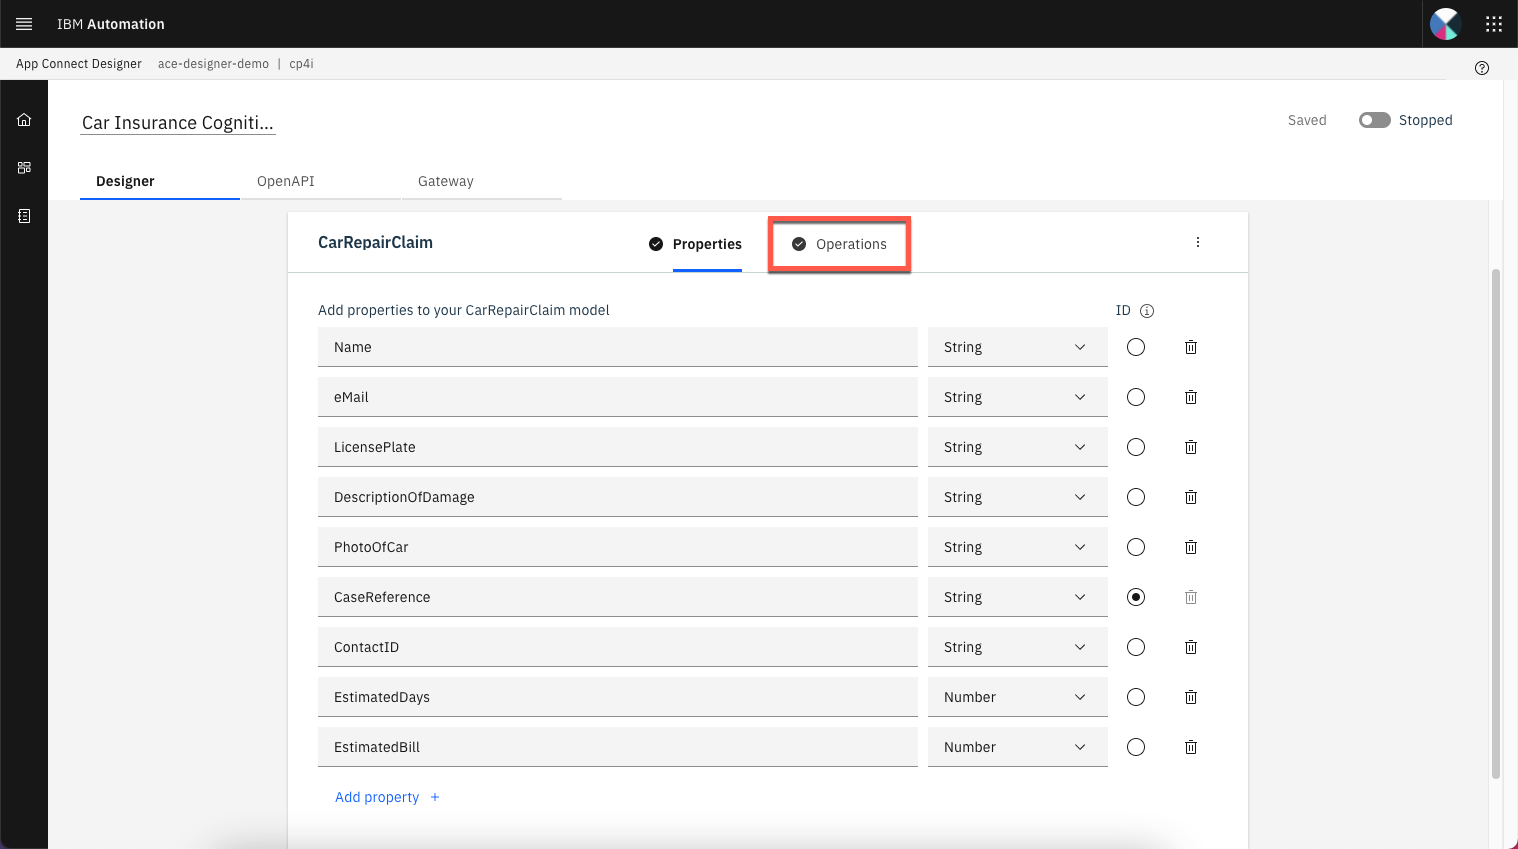 IBM Automation
App Connect Designer ace-designer-demo | cp4i
Car Insurance Cogniti...
Saved Stopped
Designer OpenAPI Gateway
CarRepairClaim Properties Operations
Add properties to your CarRepairClaim model ID
Name String
eMail String
LicensePlate String
DescriptionOfDamage String
PhotoOfCar String
CaseReference String
ContactID String
EstimatedDays Number
EstimatedBill Number
Add property +